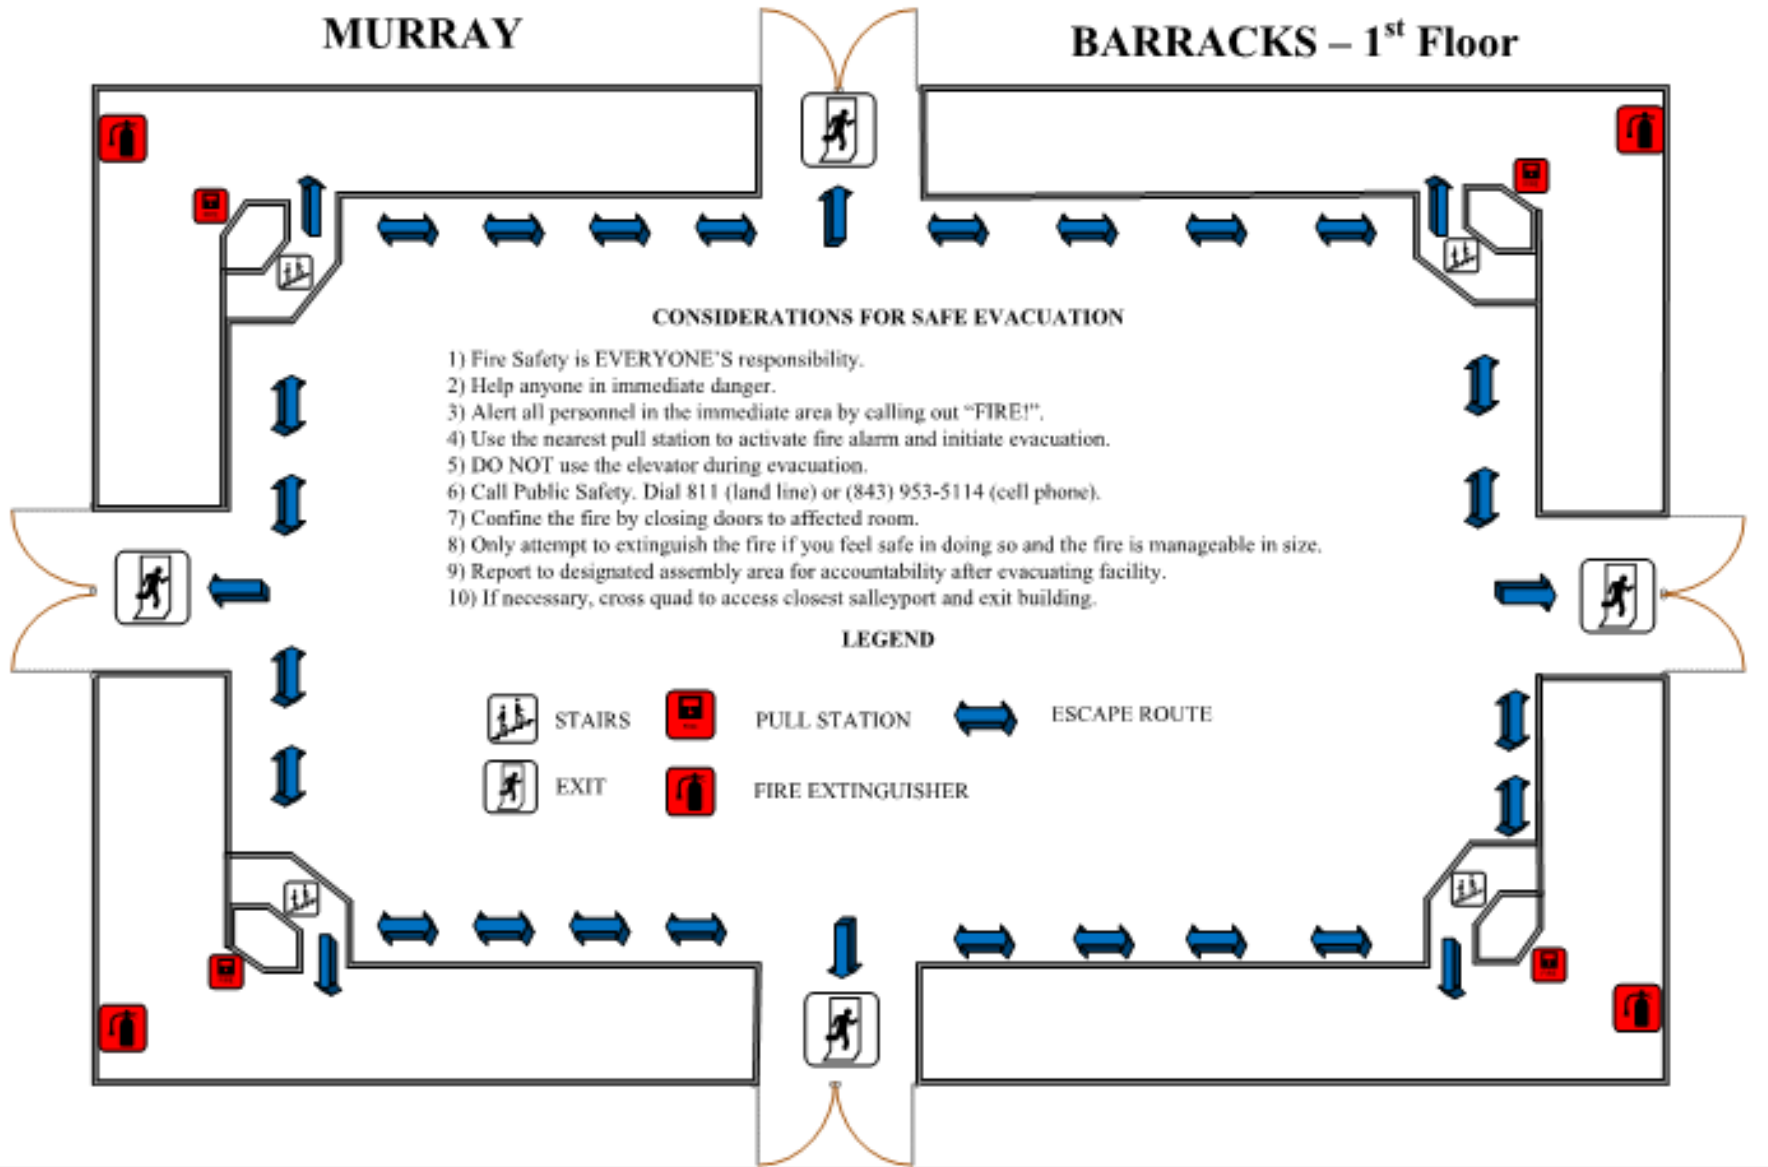 MURRAY
BARRACKS – 1st Floor
CONSIDERATIONS FOR SAFE EVACUATION
1) Fire Safety is EVERYONE'S responsibility.
2) Help anyone in immediate danger.
3) Alert all personnel in the immediate area by calling out “FIRE!”.
4) Use the nearest pull station to activate fire alarm and initiate evacuation.
5) DO NOT use the elevator during evacuation.
6) Call Public Safety. Dial 811 (land line) or (843) 953-5114 (cell phone).
7) Confine the fire by closing doors to affected room.
8) Only attempt to extinguish the fire if you feel safe in doing so and the fire is manageable in size.
9) Report to designated assembly area for accountability after evacuating facility.
10) If necessary, cross quad to access closest salleyport and exit building.
LEGEND
STAIRS
PULL STATION
ESCAPE ROUTE
EXIT
FIRE EXTINGUISHER